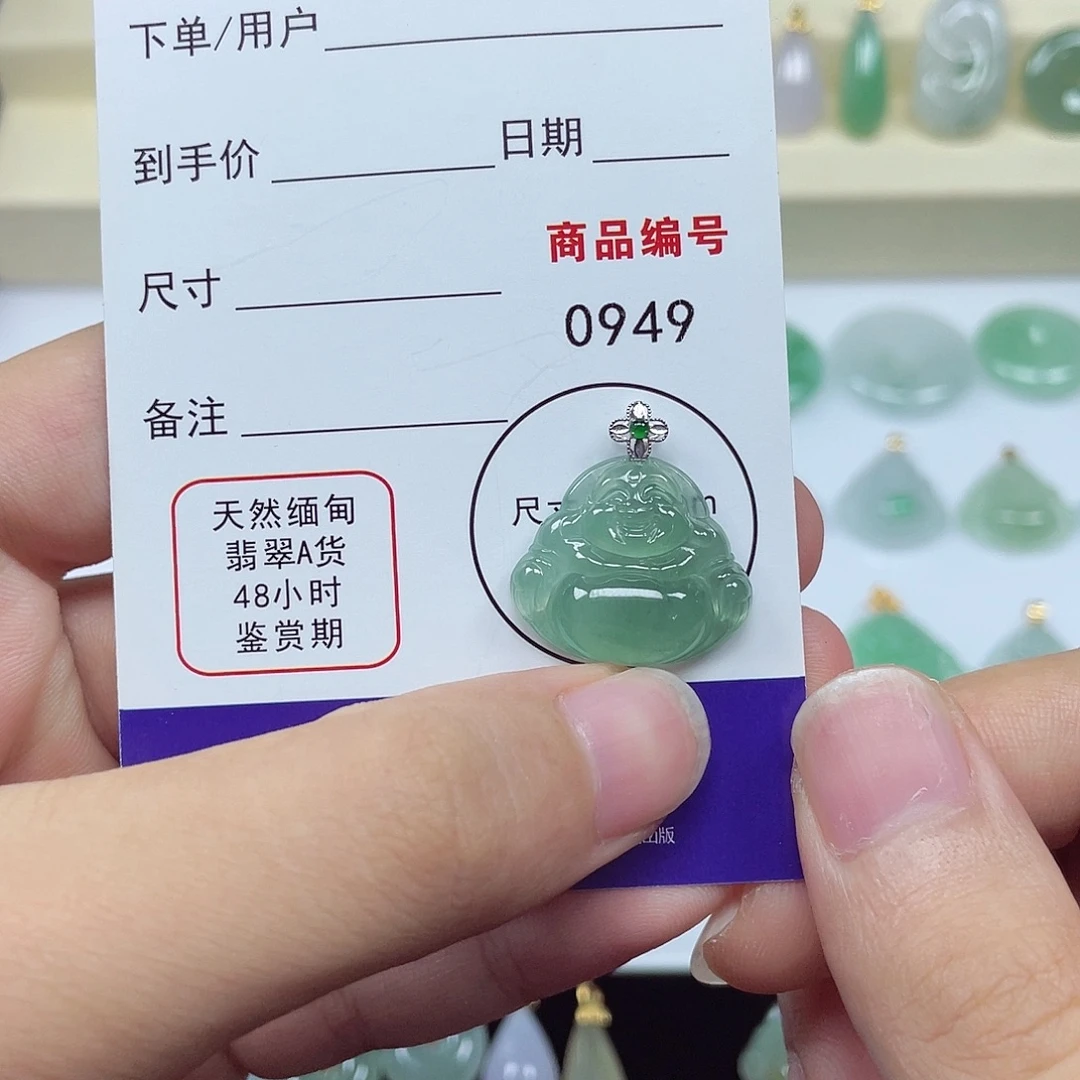 下单/用户
到手价 日期
商品编号
尺寸
0949
备注
天然缅甸
翡翠A货
48小时
鉴赏期
尺